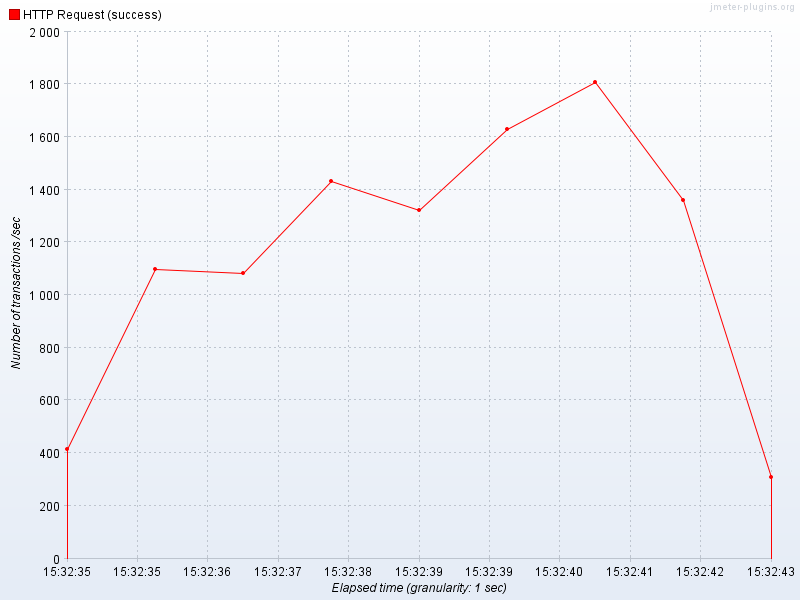 HTTP Request (success)
jmeter-plugins.org
2 000
1 800
1 600
1 400
1 200
1 000
800
600
400
200
0
Number of transactions /sec
15:32:35 15:32:35 15:32:36 15:32:37 15:32:38 15:32:39 15:32:39 15:32:40 15:32:41 15:32:42 15:32:43
Elapsed time (granularity: 1 sec)